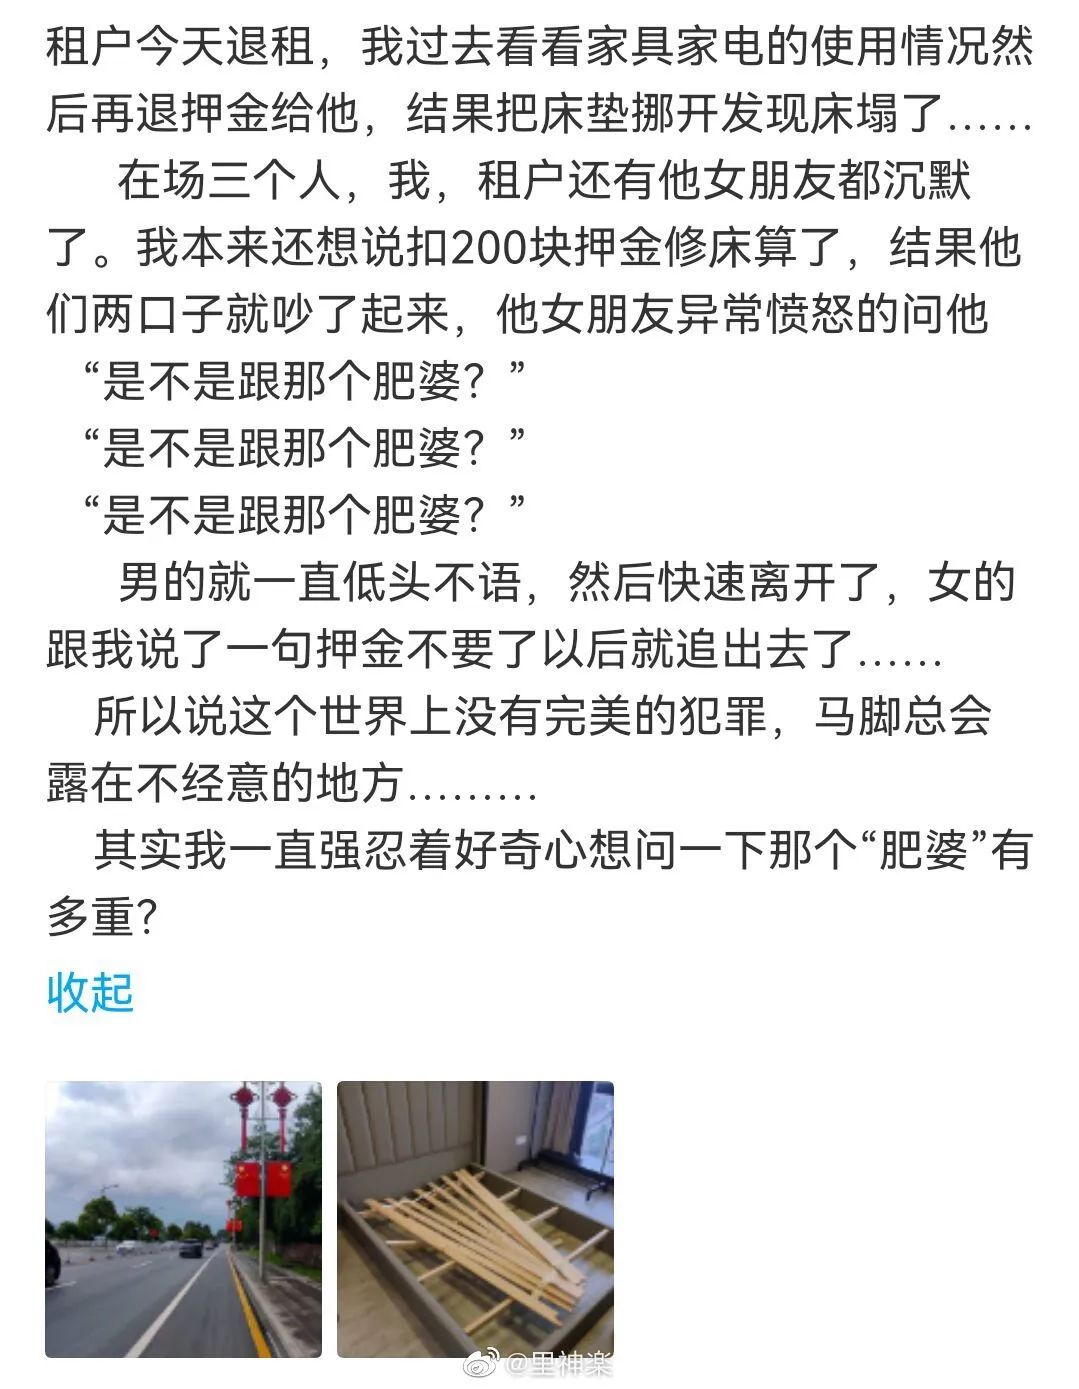 租户今天退租，我过去看看家具家电的使用情况然
后再退押金给他，结果把床垫挪开发现床塌了……
在场三个人，我，租户还有他女朋友都沉默
了。我本来还想说扣200块押金修床算了，结果他
们两口子就吵了起来，他女朋友异常愤怒的问他
“是不是跟那个肥婆？”
“是不是跟那个肥婆？”
“是不是跟那个肥婆？”
男的就一直低头不语，然后快速离开了，女的
跟我说了一句押金不要了以后就追出去了……
所以说这个世界上没有完美的犯罪，马脚总会
露在不经意的地方………
其实我一直强忍着好奇心想问一下那个“肥婆”有
多重？
收起
@里神楽